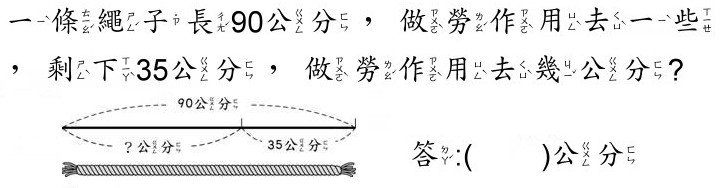 一條繩子長90公分，做勞作用去一些
，剩下35公分，做勞作用去幾公分?
90公分
?公分 35公分
答:( )公分